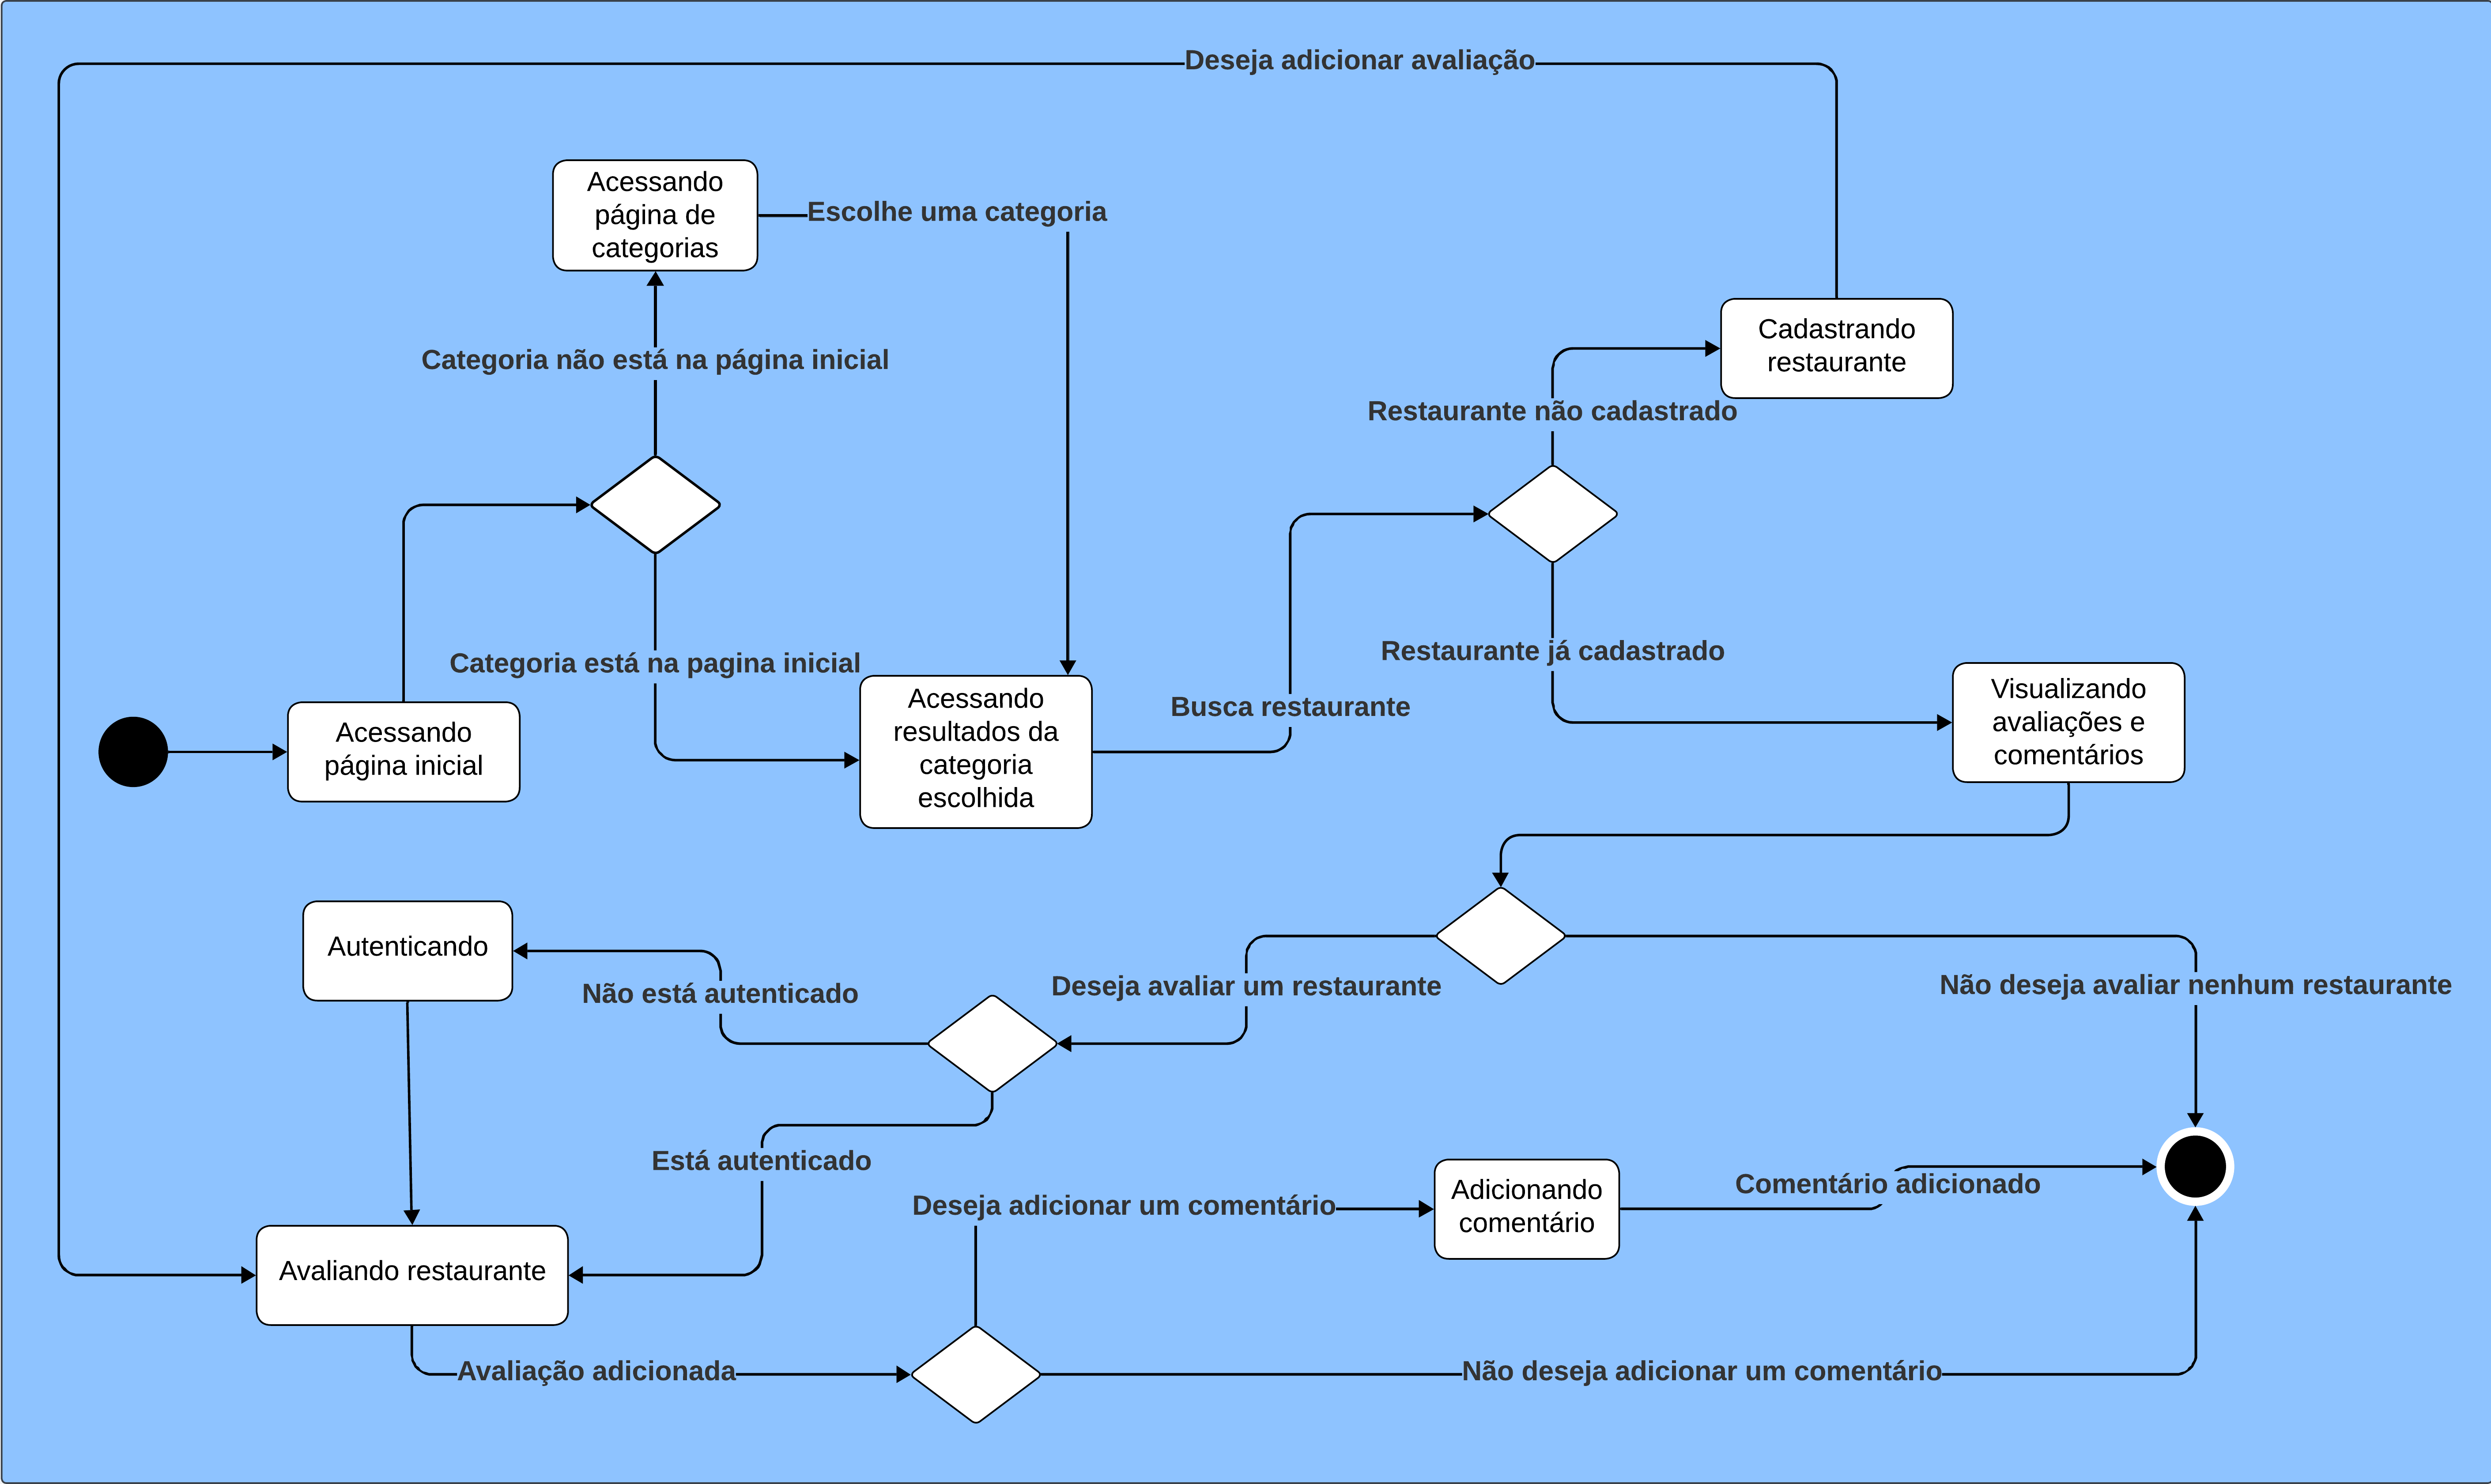 Deseja adicionar avaliação
Acessando
página de
categorias
Escolhe uma categoria
Cadastrando
restaurante
Categoria não está na página inicial
Restaurante não cadastrado
Categoria está na pagina inicial
Restaurante já cadastrado
Acessando
página inicial
Acessando
resultados da
categoria
escolhida
Busca restaurante
Visualizando
avaliações e
comentários
Autenticando
Não está autenticado
Deseja avaliar um restaurante
Não deseja avaliar nenhum restaurante
Está autenticado
Deseja adicionar um comentário
Adicionando
comentário
Comentário adicionado
Avaliando restaurante
Avaliação adicionada
Não deseja adicionar um comentário